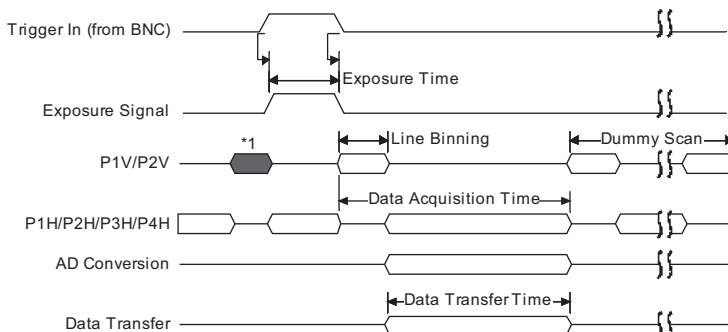 Trigger In (from BNC)
Exposure Time
Exposure Signal
*1
Line Binning
Dummy Scan
P1V/P2V
Data Acquisition Time
P1H/P2H/P3H/P4H
AD Conversion
Data Transfer Time
Data Transfer